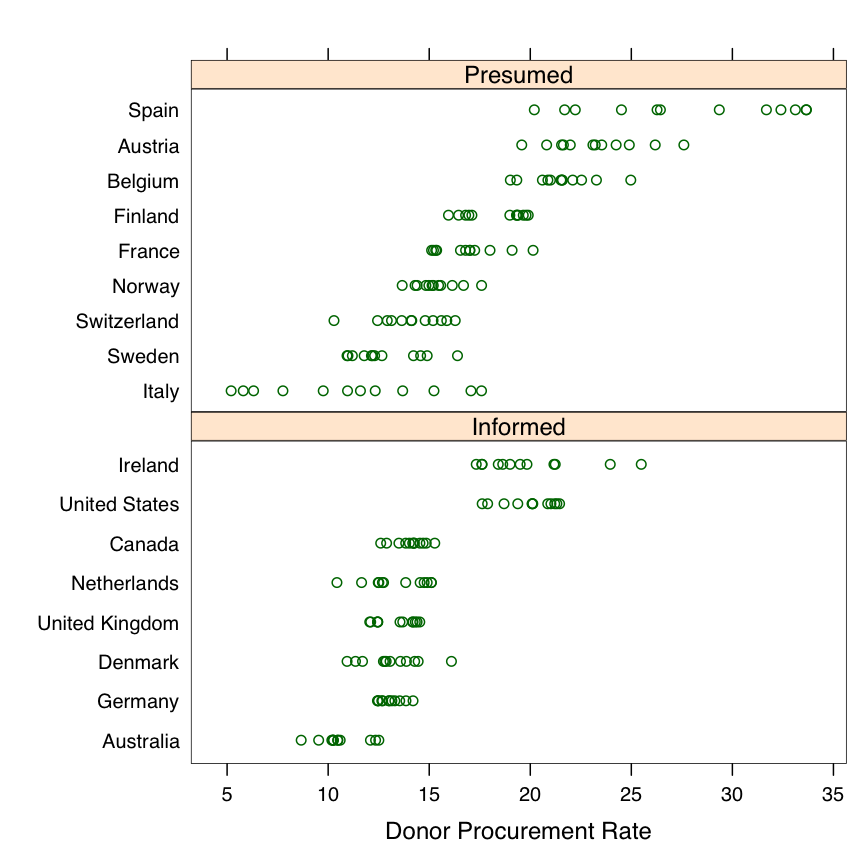 Presumed
Spain
Austria
Belgium
Finland
France
Norway
Switzerland
Sweden
Italy
Informed
Ireland
United States
Canada
Netherlands
United Kingdom
Denmark
Germany
Australia
5 10 15 20 25 30 35
Donor Procurement Rate